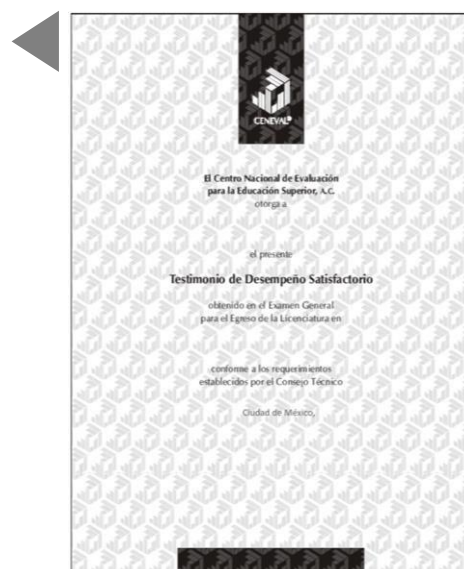 CENEVAL®
El Centro Nacional de Evaluación
para la Educación Superior, A.C.
otorga a
el presente
Testimonio de Desempeño Satisfactorio
obtenido en el Examen General
para el Egreso de la Licenciatura en
conforme a los requerimientos
establecidos por el Consejo Técnico
Ciudad de México,